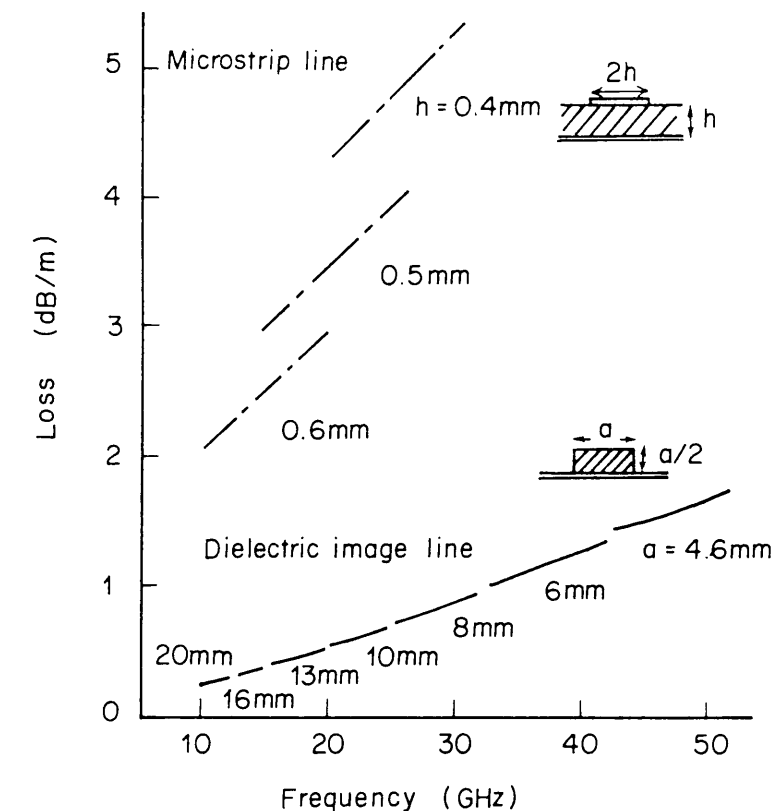 5
Microstrip line
2h
h = 0.4mm
h
4
0.5mm
3
0.6mm
Loss (dB/m)
2
a
a/2
Dielectric image line
a = 4.6mm
1
6mm
8mm
20mm
10mm
13mm
16mm
0
10
20
30
40
50
Frequency (GHz)